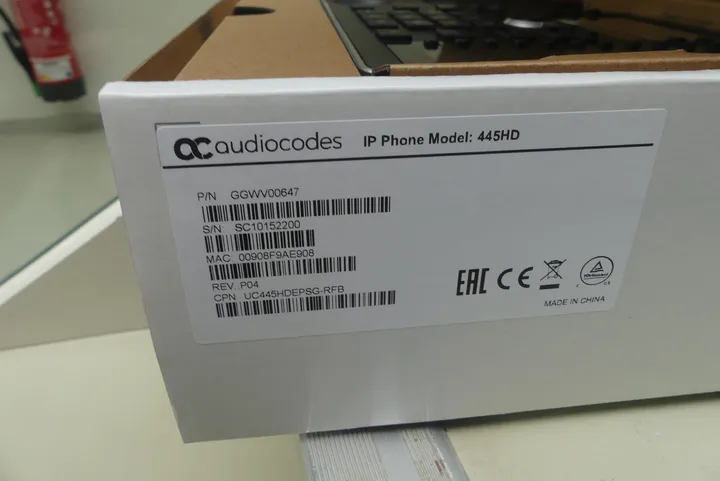 audiocodes IP Phone Model: 445HD
P/N GGWV00647
S/N SC10152200
MAC: 00908F9AE908
REV. P04
CPN UC445HDEPSG-RFB
EAC CE
MADE IN CHINA